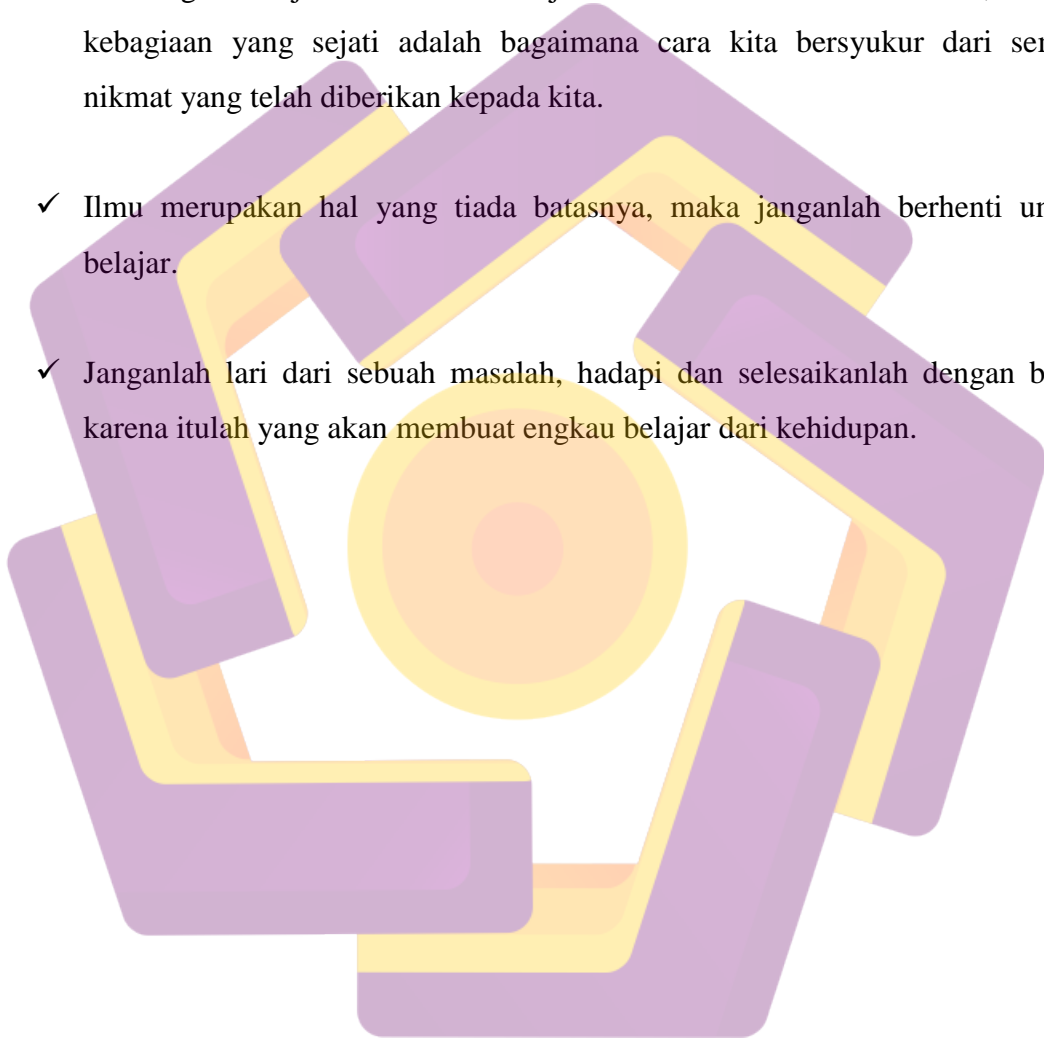 kebagiaan yang sejati adalah bagaimana cara kita bersyukur dari
nikmat yang telah diberikan kepada kita.
✓ Ilmu merupakan hal yang tiada batasnya, maka janganlah berhenti
belajar.
✓ Janganlah lari dari sebuah masalah, hadapi dan selesaikanlah dengan
karena itulah yang akan membuat engkau belajar dari kehidupan.